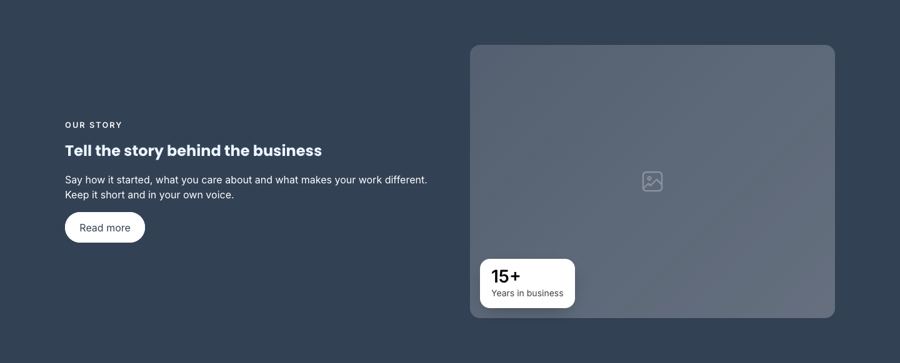 OUR STORY
Tell the story behind the business
Say how it started, what you care about and what makes your work different.
Keep it short and in your own voice.
Read more
15+
Years in business